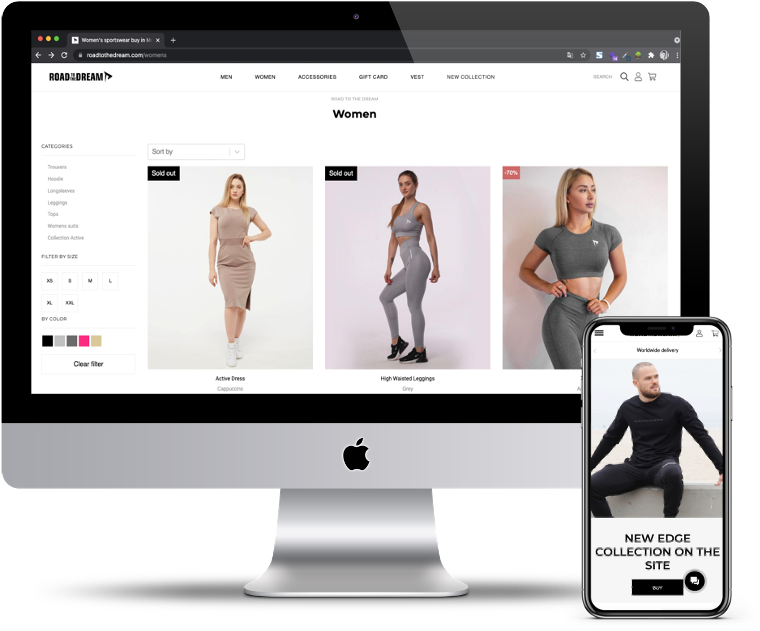 Women's sportswear buy in M
roadtothedream.com/womens
ROAD TO THE DREAM
MEN WOMEN ACCESSORIES GIFT CARD VEST NEW COLLECTION SEARCH
ROAD TO THE DREAM
Women
CATEGORIES
Trousers
Hoodie
Longsleeves
Leggings
Tops
Womens suits
Collection Active
FILTER BY SIZE
XS S M L
XL XXL
BY COLOR
Clear filter
Sort by
Sold out
Sold out
-70%
Active Dress
Cappuccino
High Waisted Leggings
Grey
Worldwide delivery
NEW EDGE
COLLECTION ON THE
SITE
BUY